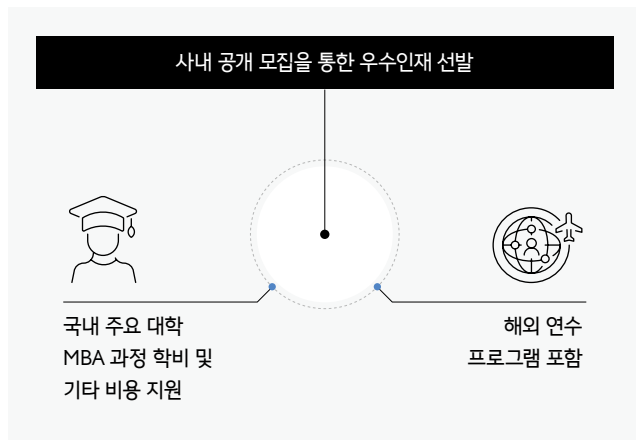 사내 공개 모집을 통한 우수인재 선발
국내 주요 대학
MBA 과정 학비 및
기타 비용 지원
해외 연수
프로그램 포함